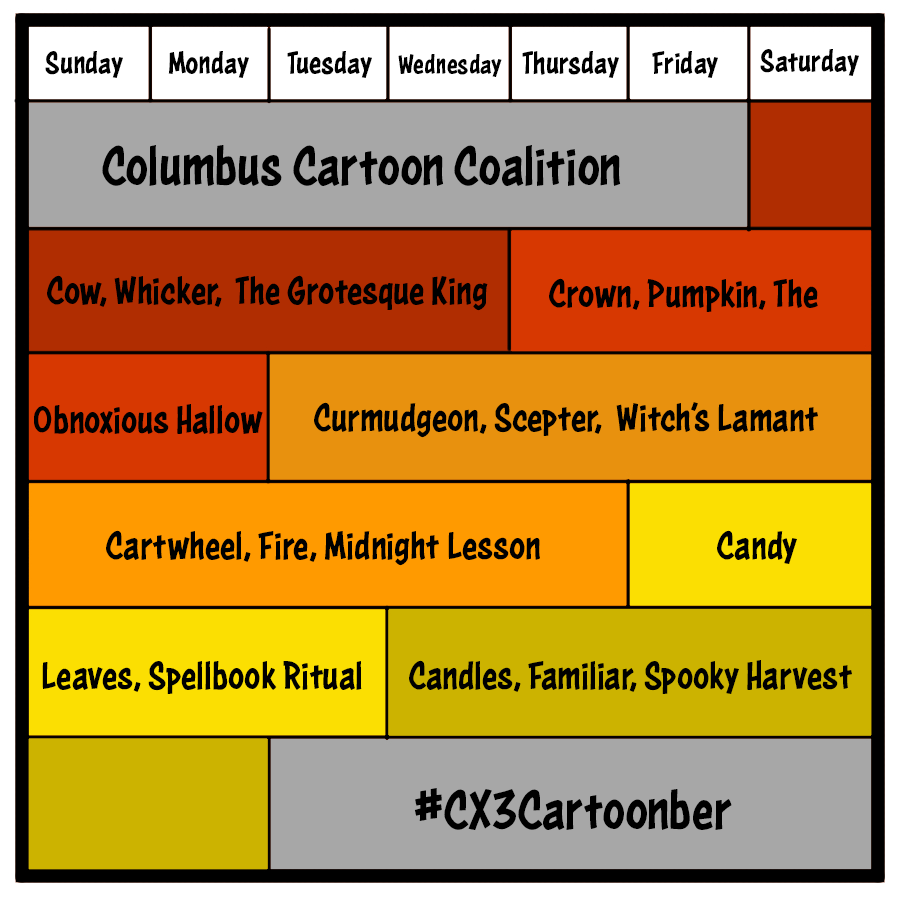 Sunday Monday Tuesday Wednesday Thursday Friday Saturday
Columbus Cartoon Coalition
Cow, Whicker, The Grotesque King
Crown, Pumpkin, The
Obnoxious Hallow
Curmudgeon, Scepter, Witch's Lamant
Cartwheel, Fire, Midnight Lesson
Candy
Leaves, Spellbook Ritual
Candles, Familiar, Spooky Harvest
#CX3Cartoonber